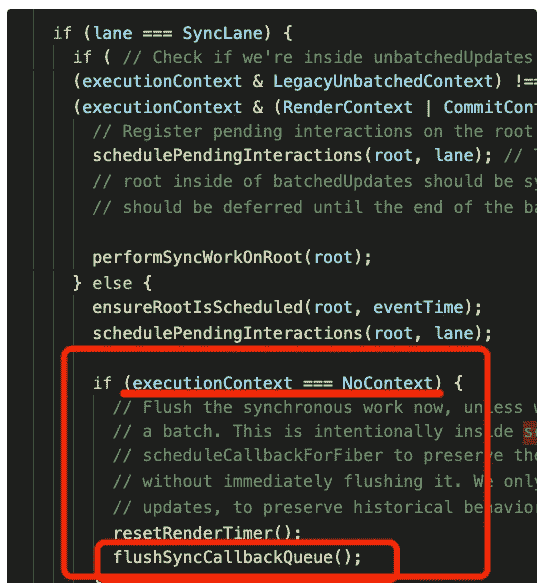 if (lane === SyncLane) {
if ( // Check if we're inside unbatchedUpdates
(executionContext & LegacyUnbatchedContext) !==
(executionContext & (RenderContext | CommitCont
// Register pending interactions on the root
schedulePendingInteractions(root, lane); // T
// root inside of batchedUpdates should be sy
// should be deferred until the end of the ba
performSyncWorkOnRoot(root);
} else {
ensureRootIsScheduled(root, eventTime);
schedulePendingInteractions(root, lane);
if (executionContext === NoContext) {
// Flush the synchronous work now, unless w
// a batch. This is intentionally inside s
// scheduleCallbackForFiber to preserve the
// without immediately flushing it. We only
// updates, to preserve historical behavior
resetRenderTimer();
flushSyncCallbackQueue();